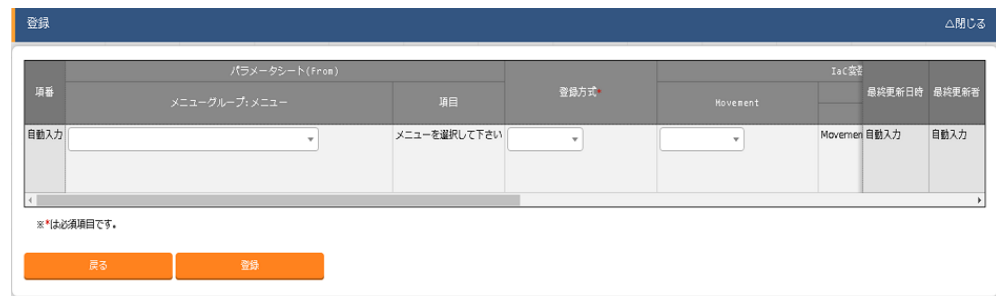 登録 △閉じる
パラメータシート(From) IaC変
項番 登録方式* 最終更新日時 最終更新者
メニューグループ:メニュー 項目 Movement
自動入力 メニューを選択して下さい Movemen 自動入力 自動入力
※*は必須項目です。
戻る 登録